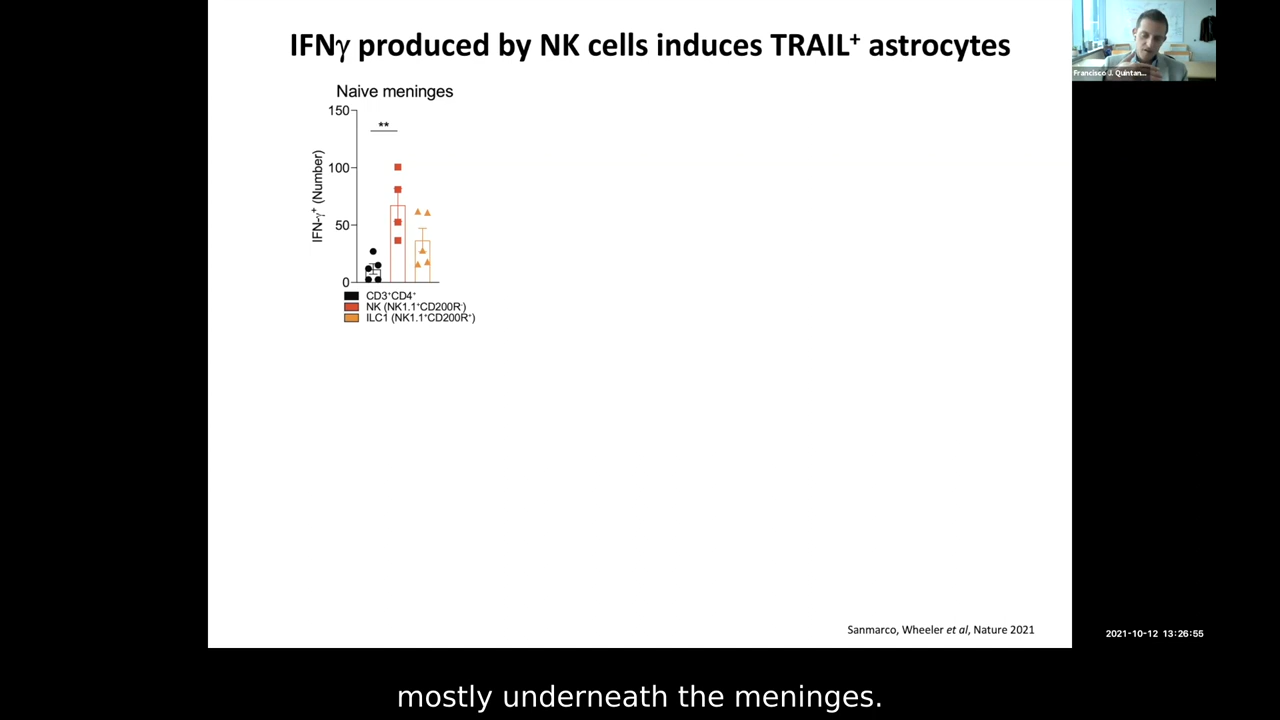 IFNγ produced by NK cells induces TRAIL⁺ astrocytes
Francisco J. Quintan...
Naive meninges
150
**
100
50
0
IFN-γ⁺ (Number)
CD3⁺CD4⁺
NK (NK1.1⁺CD200R⁻)
ILC1 (NK1.1⁺CD200R⁺)
Sanmarco, Wheeler et al, Nature 2021
2021-10-12 13:26:55
mostly underneath the meninges.